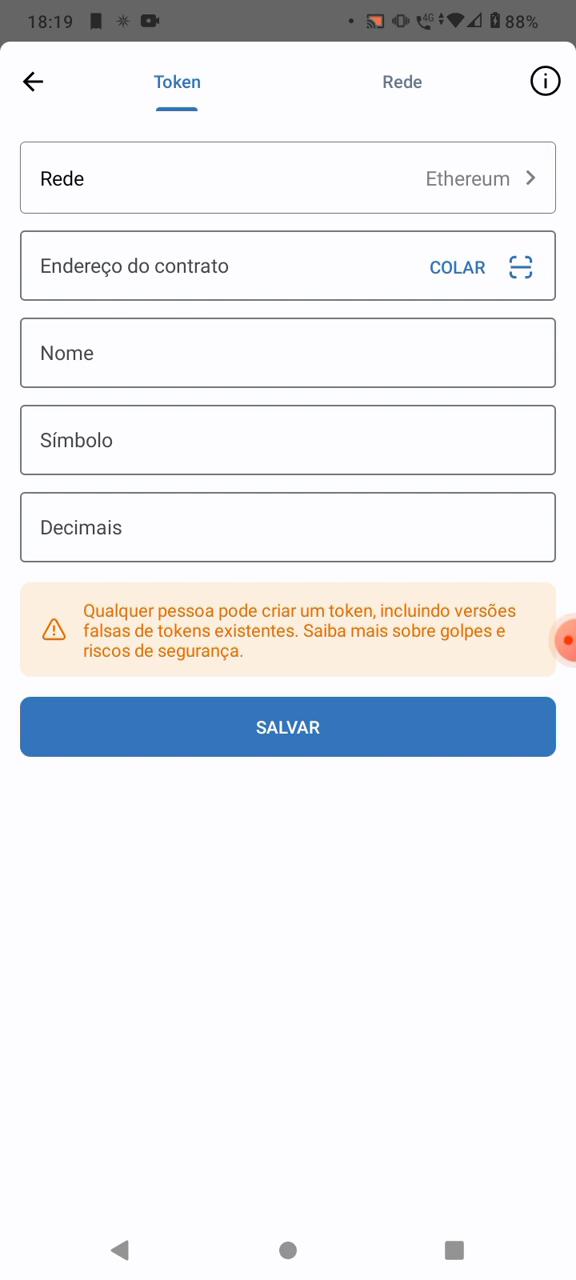 18:19 4G 88%
Token Rede
Rede Ethereum
Endereço do contrato COLAR
Nome
Símbolo
Decimais
Qualquer pessoa pode criar um token, incluindo versões
falsas de tokens existentes. Saiba mais sobre golpes e
riscos de segurança.
SALVAR